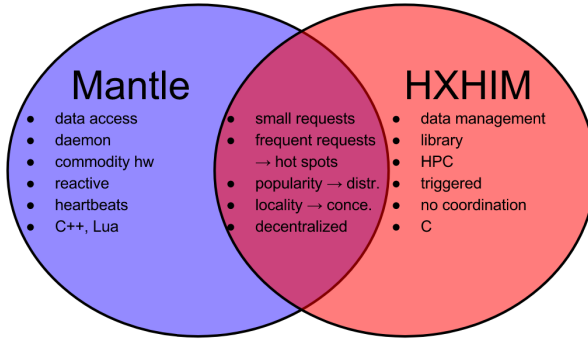 Mantle
● data access
● daemon
● commodity hw
● reactive
● heartbeats
● C++, Lua
● small requests
● frequent requests
→ hot spots
● popularity → distr.
● locality → conce.
● decentralized
HXHIM
● data management
● library
● HPC
● triggered
● no coordination
● C